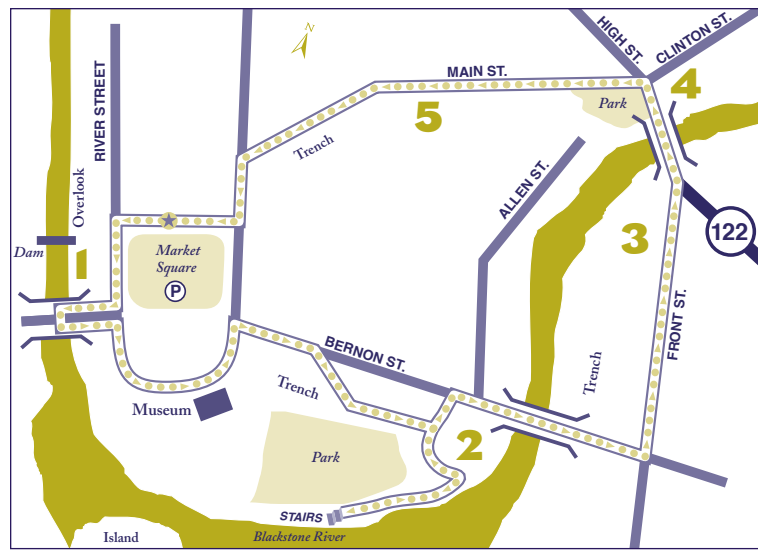 N
HIGH ST.
CLINTON ST.
MAIN ST.
4
Park
5
RIVER STREET
Trench
ALLEN ST.
Overlook
Dam
1
Market
Square
P
3
122
FRONT ST.
BERNON ST.
Trench
Trench
Museum
2
Park
STAIRS
Island
Blackstone River